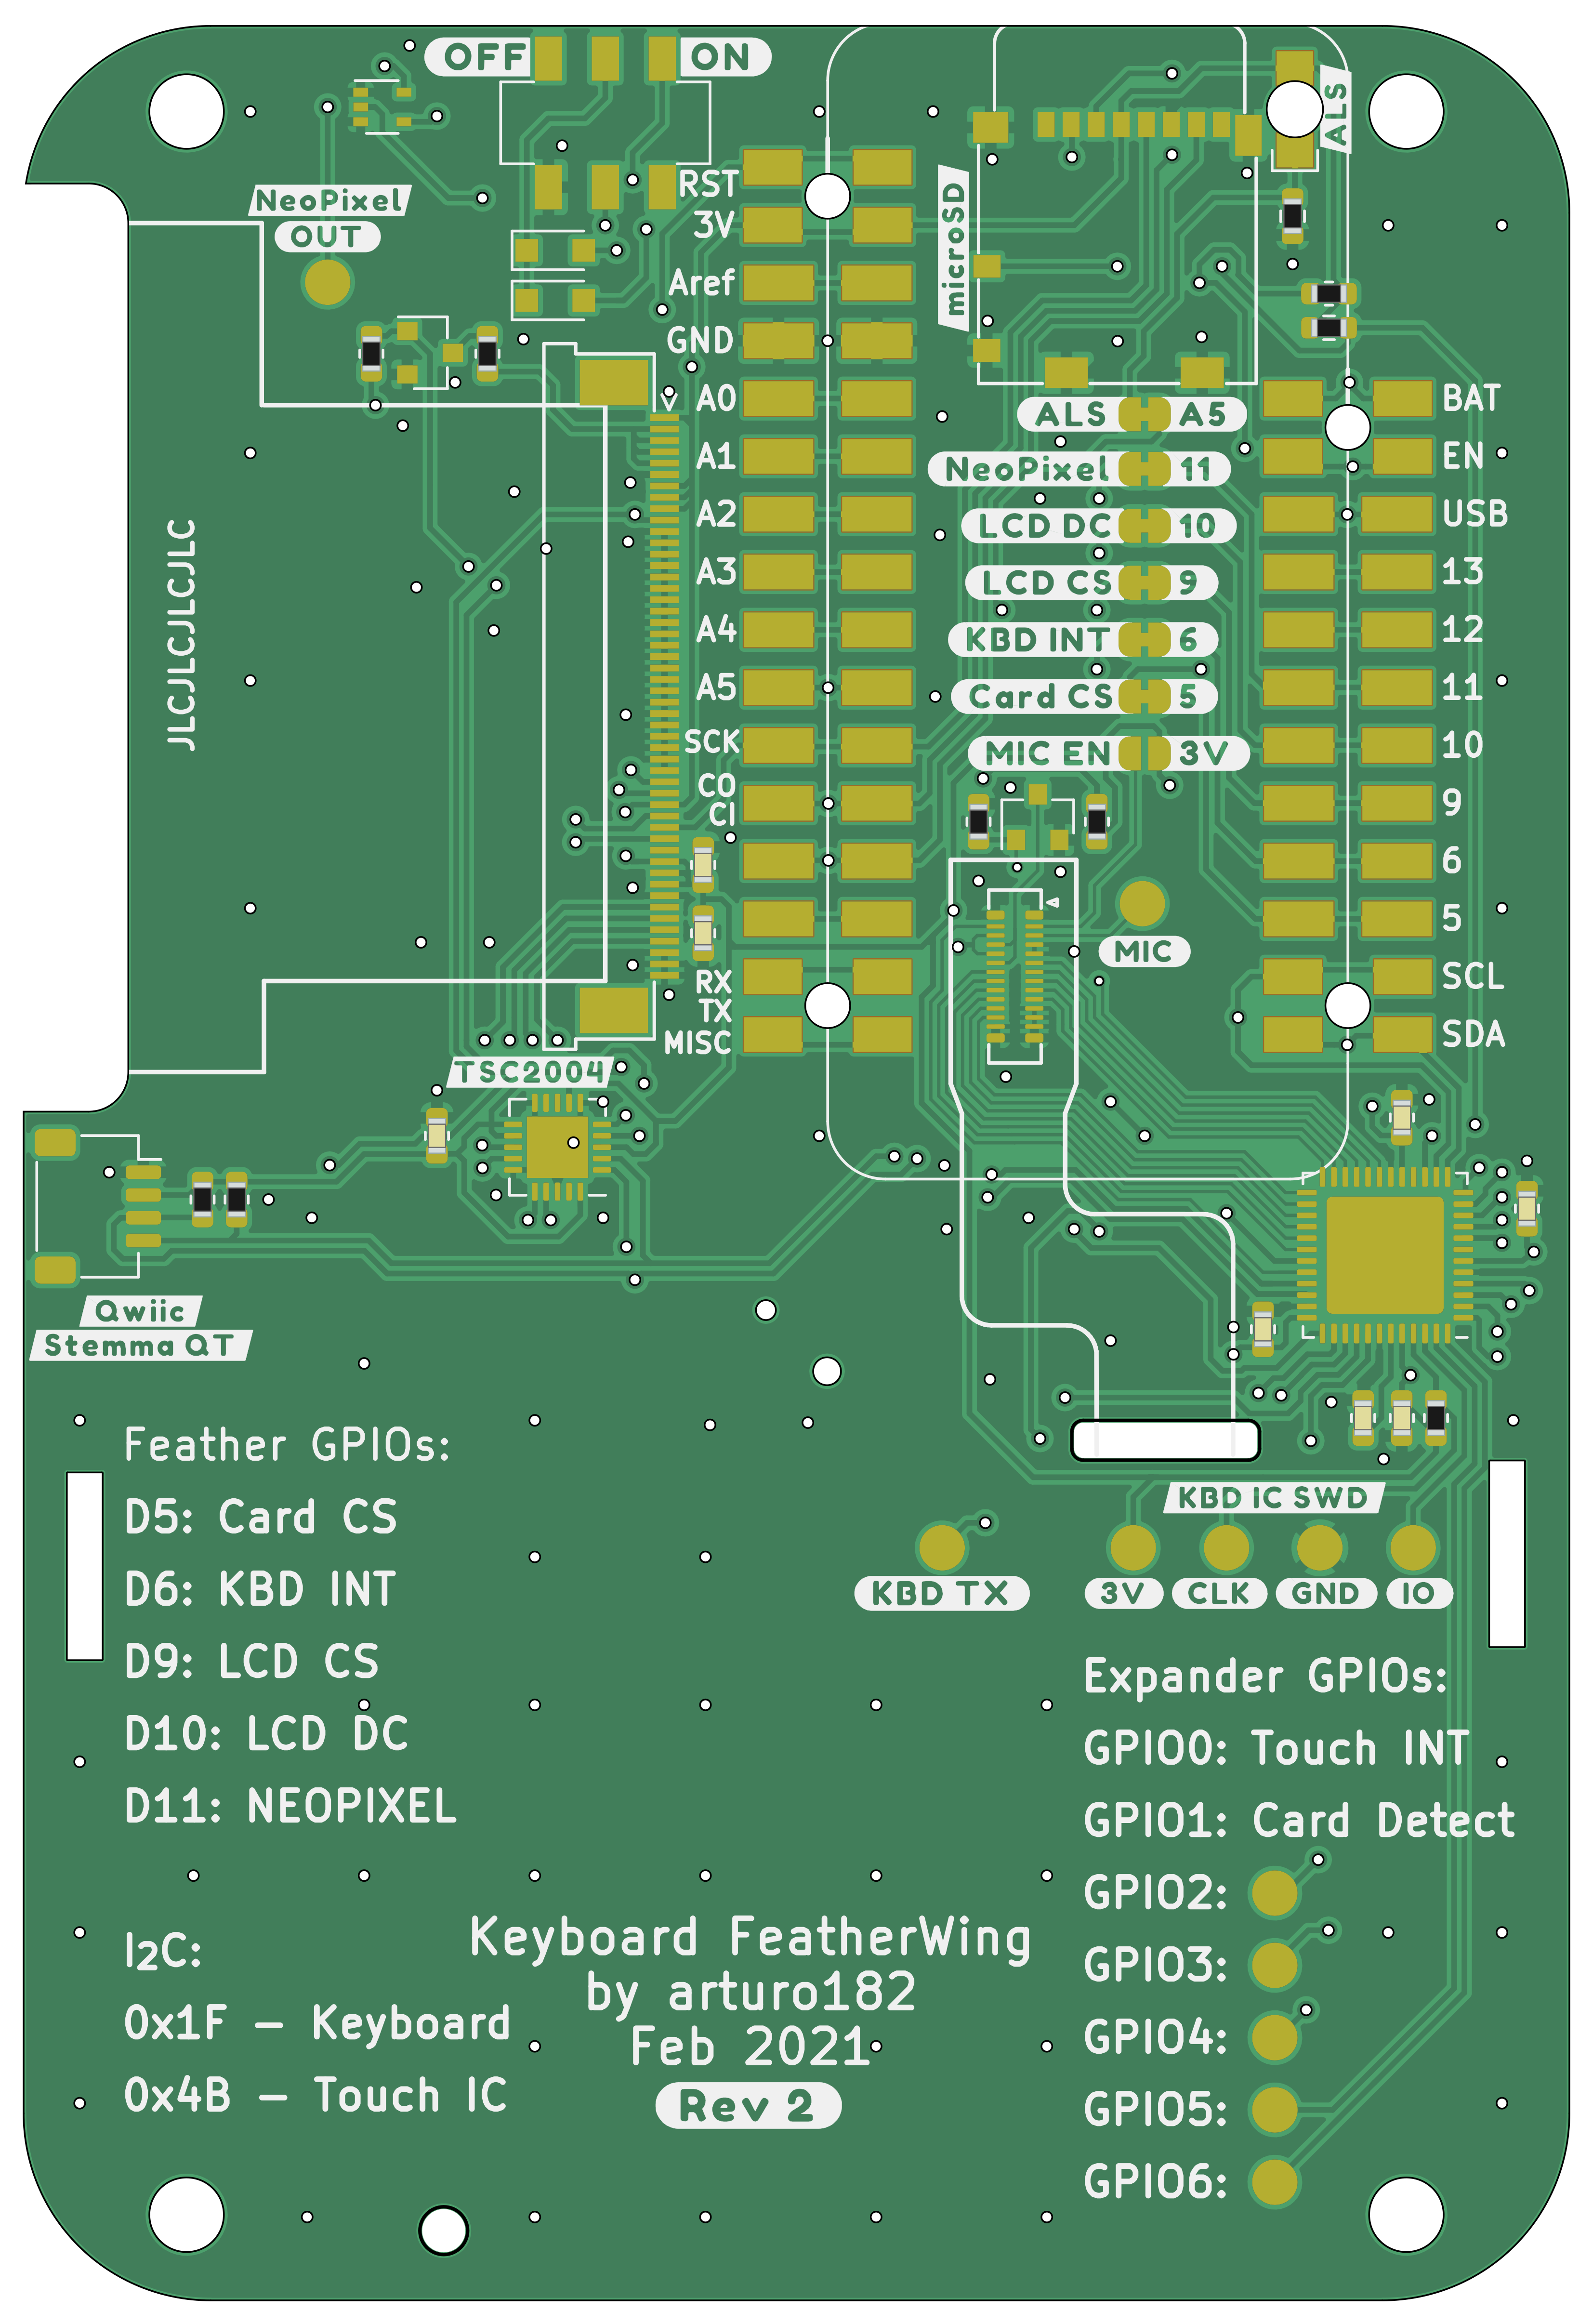 OFF
ON
ALS
NeoPixel
OUT
microSD
RST
3V
Aref
GND
A0
A1
A2
A3
A4
A5
SCK
CO
CI
RX
TX
MISC
ALS A5
NeoPixel 11
LCD DC 10
LCD CS 9
KBD INT 6
Card CS 5
MIC EN 3V
BAT
EN
USB
13
12
11
10
9
6
5
SCL
SDA
MIC
JLCJLCJLCJLC
TSC2004
Qwiic
Stemma QT
Feather GPIOs:
D5: Card CS
D6: KBD INT
D9: LCD CS
D10: LCD DC
D11: NEOPIXEL
KBD IC SWD
KBD TX
3V
CLK
GND
IO
Expander GPIOs:
GPIO0: Touch INT
GPIO1: Card Detect
GPIO2:
GPIO3:
GPIO4:
GPIO5:
GPIO6:
I2C:
0x1F - Keyboard
0x4B - Touch IC
Keyboard FeatherWing
by arturo182
Feb 2021
Rev 2